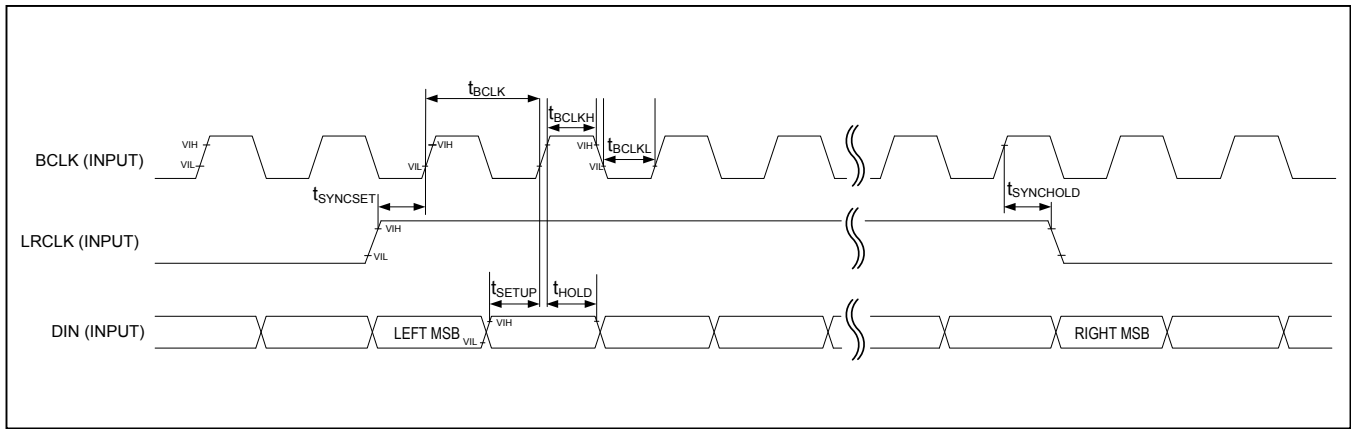 tBCLK
tBCLKH
VIH
VIH
VIH
tBCLKL
BCLK (INPUT)
VIL
VIL
VIL
tSYNCSET
tSYNCHOLD
VIH
VIH
LRCLK (INPUT)
VIL
tSETUP
tHOLD
VIH
DIN (INPUT)
LEFT MSB
VIL
RIGHT MSB